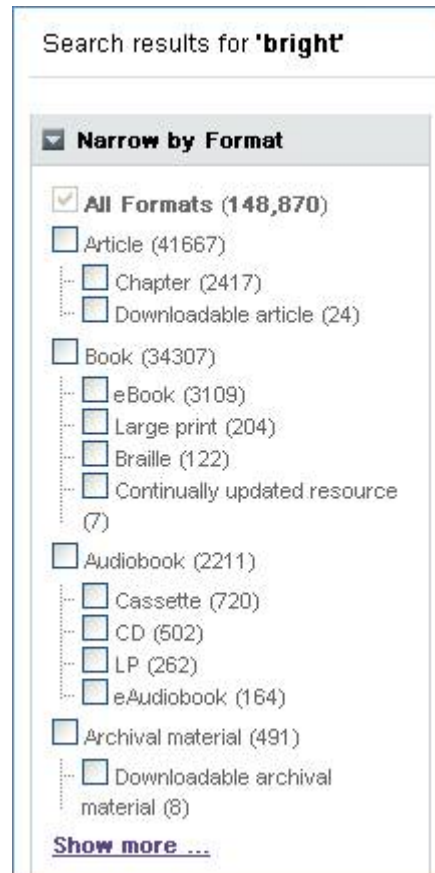 Search results for 'bright'
Narrow by Format
All Formats (148,870)
Article (41667)
Chapter (2417)
Downloadable article (24)
Book (34307)
eBook (3109)
Large print (204)
Braille (122)
Continually updated resource
(7)
Audiobook (2211)
Cassette (720)
CD (502)
LP (262)
eAudiobook (164)
Archival material (491)
Downloadable archival
material (8)
Show more ...